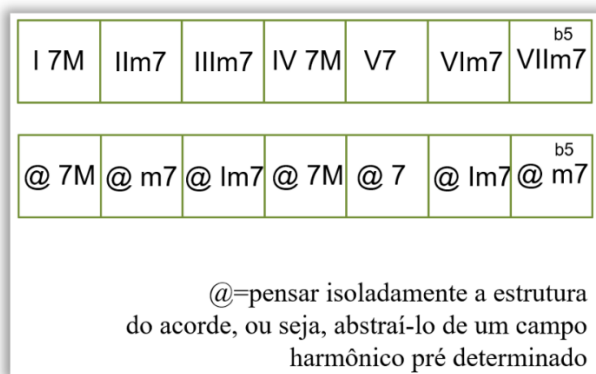 I 7M IIm7 IIIm7 IV 7M V7 VIm7 VIIm7 b5
@ 7M @ m7 @ Im7 @ 7M @ 7 @ Im7 @ m7 b5
@=pensar isoladamente a estrutura
do acorde, ou seja, abstraí-lo de um campo
harmônico pré determinado